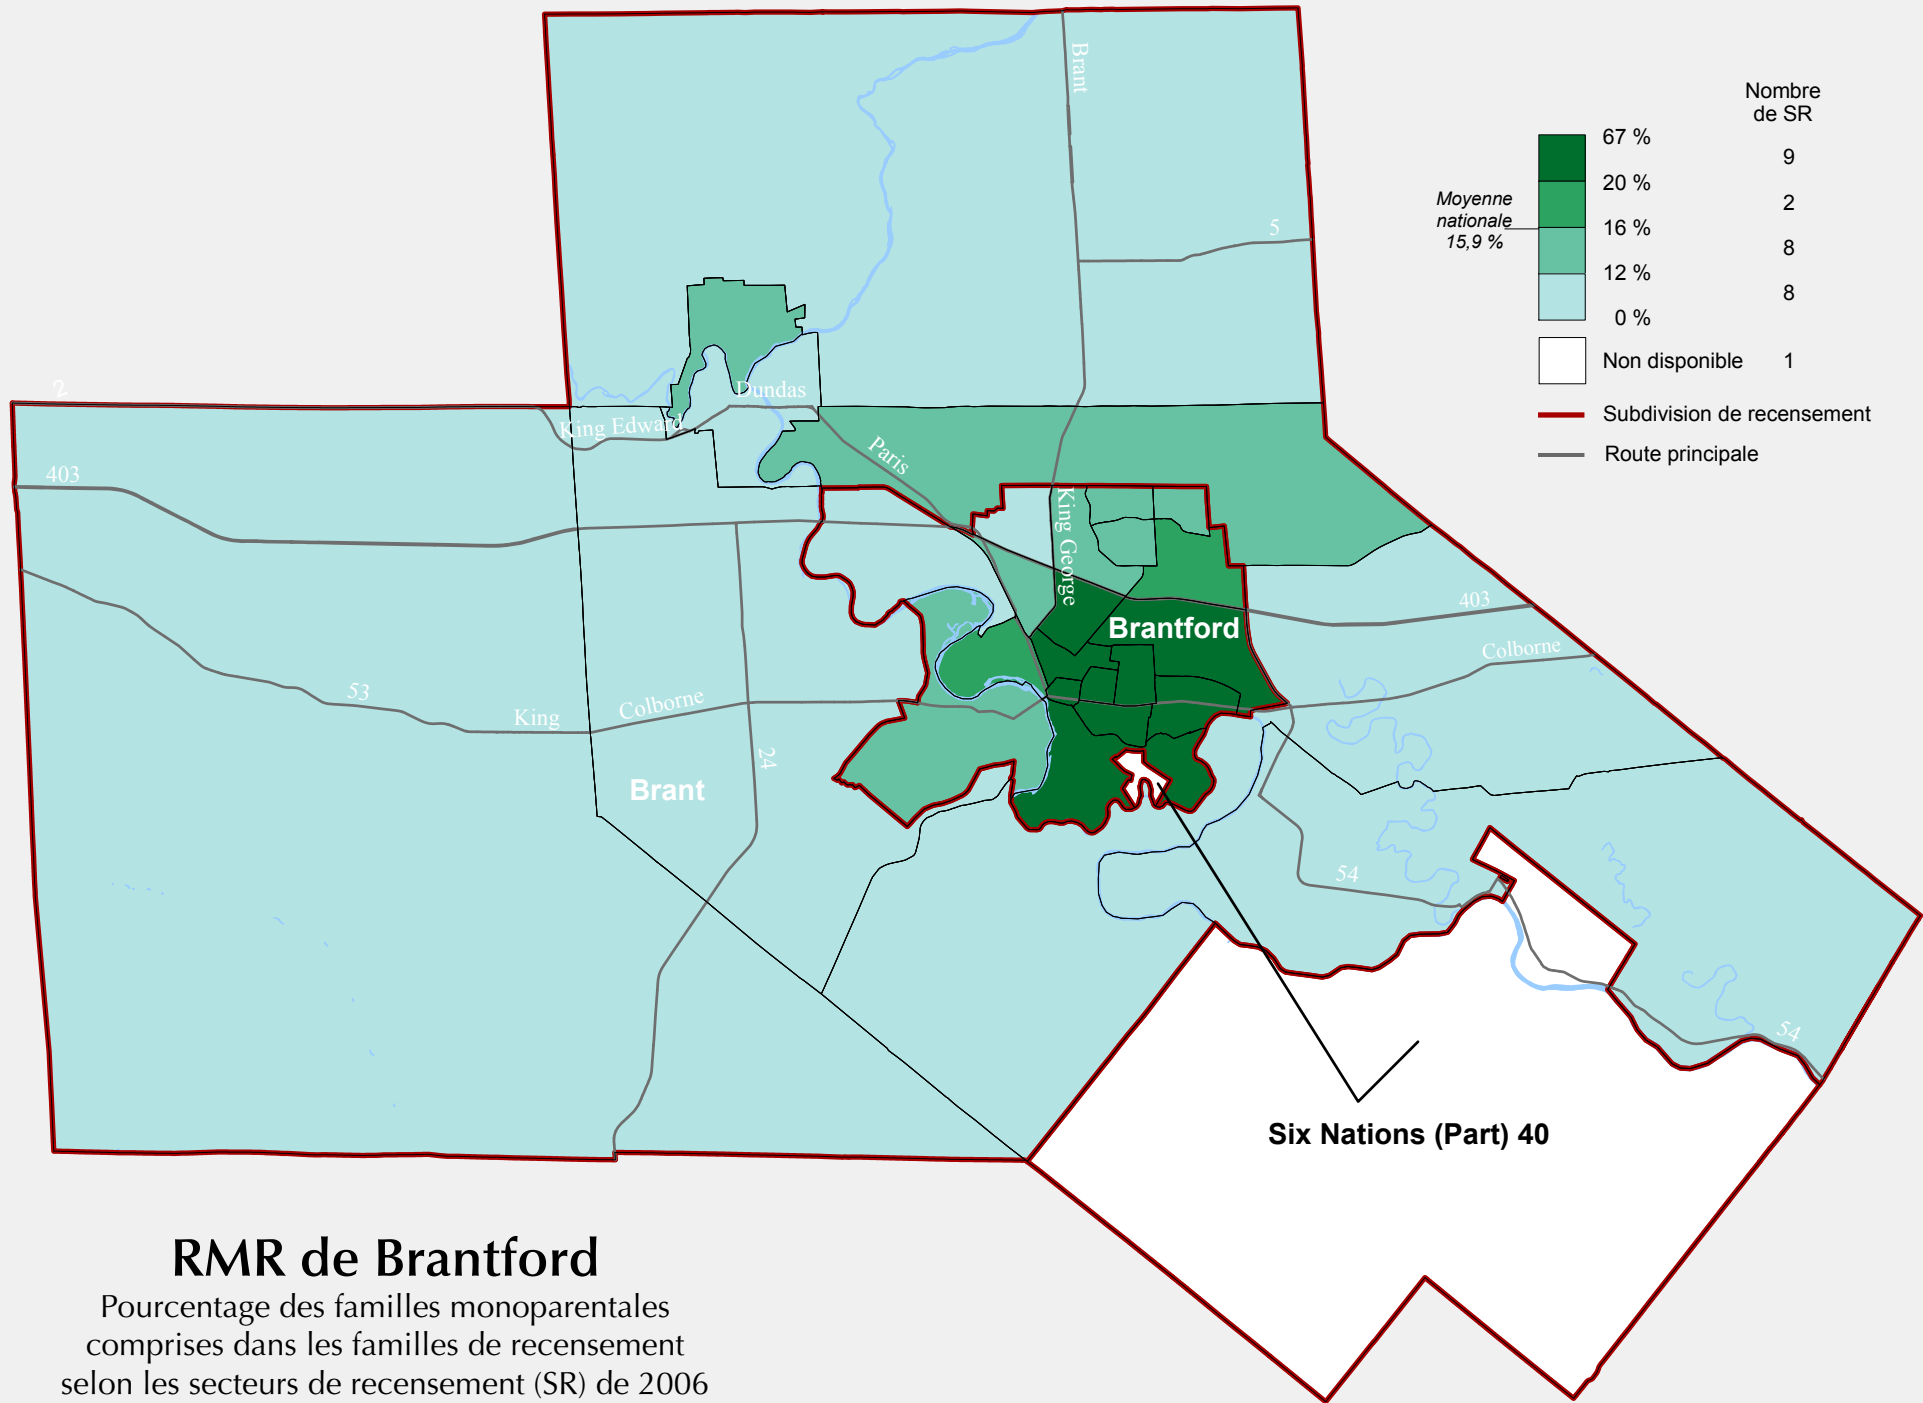 Nombre
de SR
67 %
9
20 %
2
Moyenne
nationale
15,9 %
16 %
8
12 %
8
0 %
Non disponible 1
Subdivision de recensement
Route principale
Brant
5
2
Dundas
King Edward
Paris
403
King George
403
Brantford
Colborne
53
King
Colborne
24
Brant
54
54
Six Nations (Part) 40
RMR de Brantford
Pourcentage des familles monoparentales
comprises dans les familles de recensement
selon les secteurs de recensement (SR) de 2006